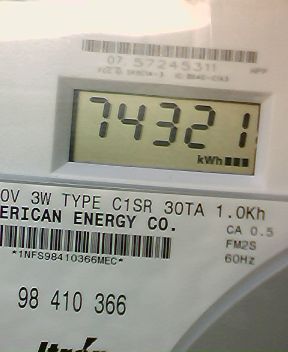 07. 57245311
74321
kWh
0V 3W TYPE C1SR 30TA 1.0Kh
ERICAN ENERGY CO.
CA 0.5
FM2S
*1NFS98410366MEC*
60Hz
98 410 366
Itrón